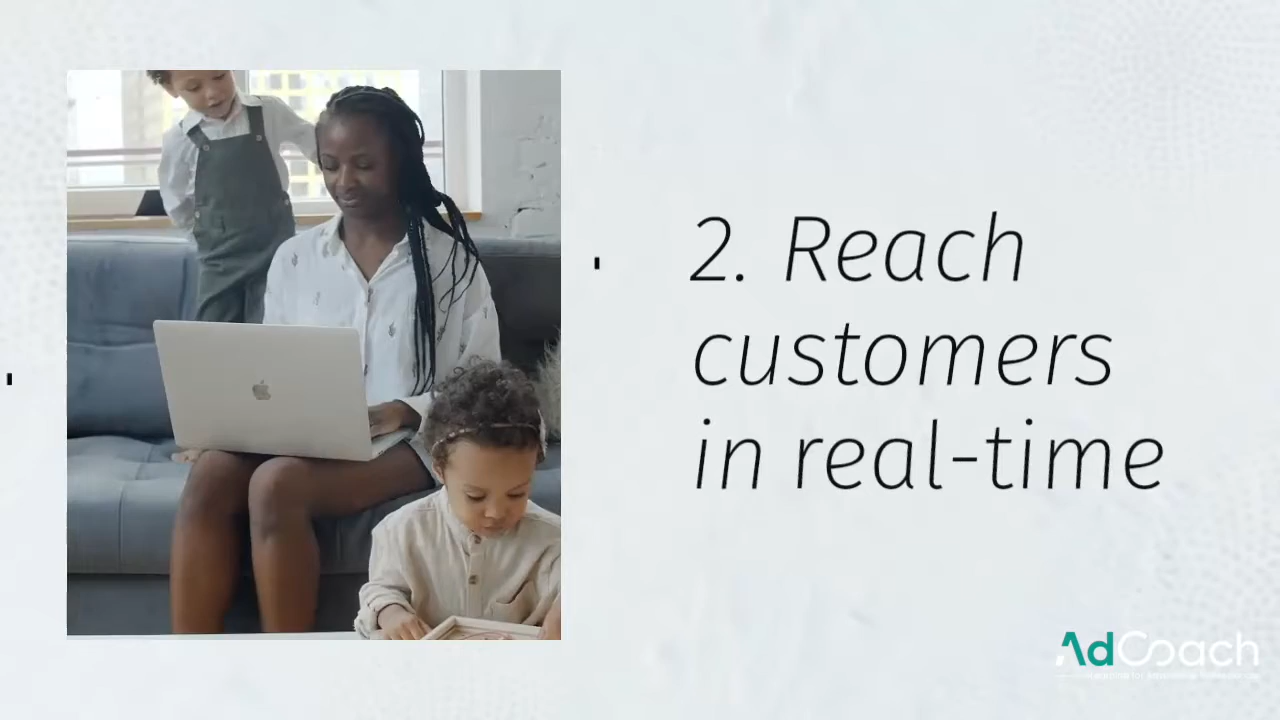 2. Reach
customers
in real-time
AdCoach